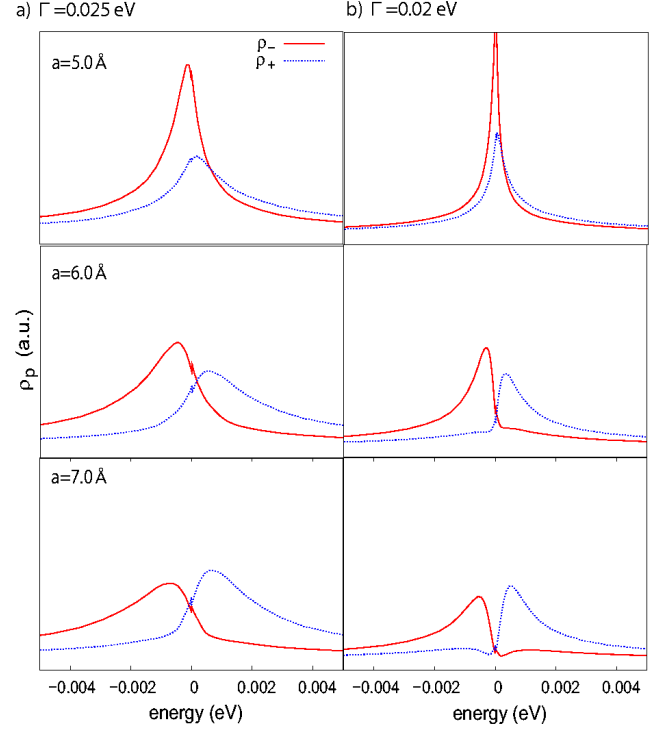 a) Γ=0.025 eV
b) Γ=0.02 eV
a=5.0 Å
ρ−
ρ+
a=6.0 Å
ρp (a.u.)
a=7.0 Å
−0.004 −0.002 0 0.002 0.004
−0.004 −0.002 0 0.002 0.004
energy (eV)
energy (eV)